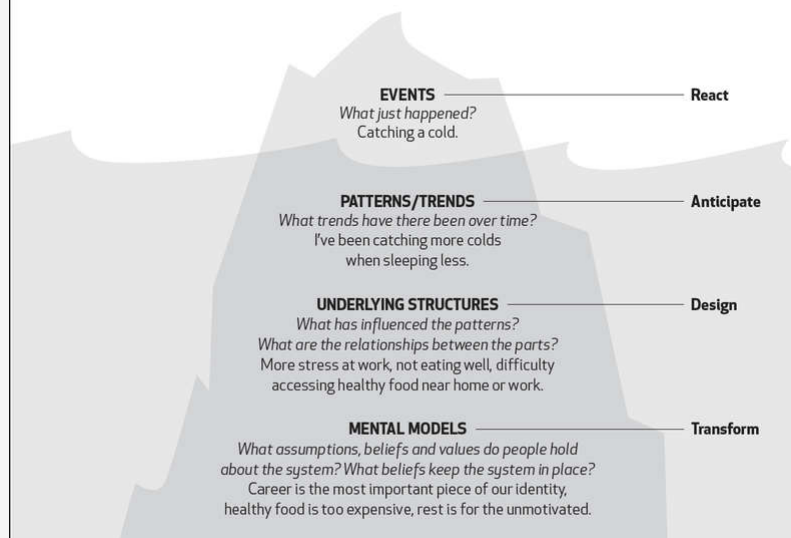 EVENTS React
What just happened?
Catching a cold.
PATTERNS/TRENDS Anticipate
What trends have there been over time?
I've been catching more colds
when sleeping less.
UNDERLYING STRUCTURES Design
What has influenced the patterns?
What are the relationships between the parts?
More stress at work, not eating well, difficulty
accessing healthy food near home or work.
MENTAL MODELS Transform
What assumptions, beliefs and values do people hold
about the system? What beliefs keep the system in place?
Career is the most important piece of our identity,
healthy food is too expensive, rest is for the unmotivated.